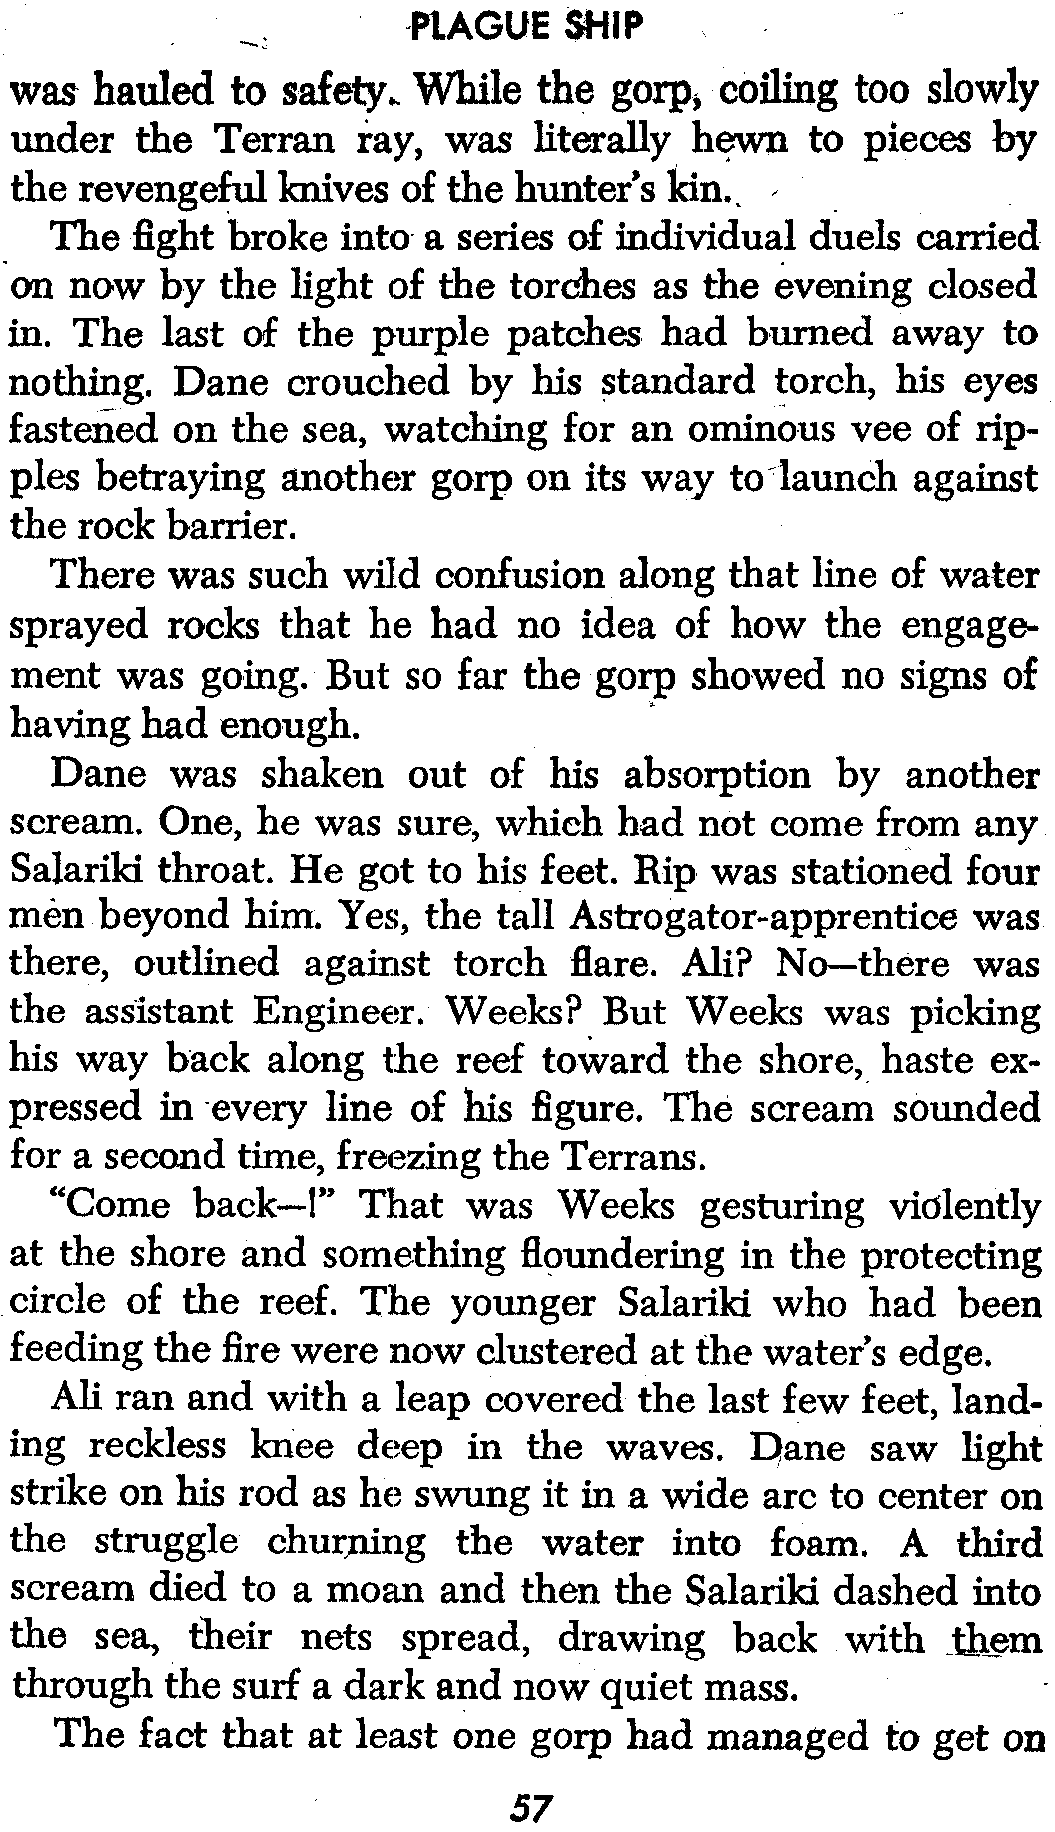 PLAGUE SHIP
was hauled to safety. While the gorp, coiling too slowly
under the Terran ray, was literally hewn to pieces by
the revengeful knives of the hunter's kin.
The fight broke into a series of individual duels carried
on now by the light of the torches as the evening closed
in. The last of the purple patches had burned away to
nothing. Dane crouched by his standard torch, his eyes
fastened on the sea, watching for an ominous vee of rip-
ples betraying another gorp on its way to launch against
the rock barrier.
There was such wild confusion along that line of water
sprayed rocks that he had no idea of how the engage-
ment was going. But so far the gorp showed no signs of
having had enough.
Dane was shaken out of his absorption by another
scream. One, he was sure, which had not come from any
Salariki throat. He got to his feet. Rip was stationed four
men beyond him. Yes, the tall Astrogator-apprentice was
there, outlined against torch flare. Ali? No—there was
the assistant Engineer. Weeks? But Weeks was picking
his way back along the reef toward the shore, haste ex-
pressed in every line of his figure. The scream sounded
for a second time, freezing the Terrans.
"Come back—!" That was Weeks gesturing violently
at the shore and something floundering in the protecting
circle of the reef. The younger Salariki who had been
feeding the fire were now clustered at the water's edge.
Ali ran and with a leap covered the last few feet, land-
ing reckless knee deep in the waves. Dane saw light
strike on his rod as he swung it in a wide arc to center on
the struggle churning the water into foam. A third
scream died to a moan and then the Salariki dashed into
the sea, their nets spread, drawing back with them
through the surf a dark and now quiet mass.
The fact that at least one gorp had managed to get on
57